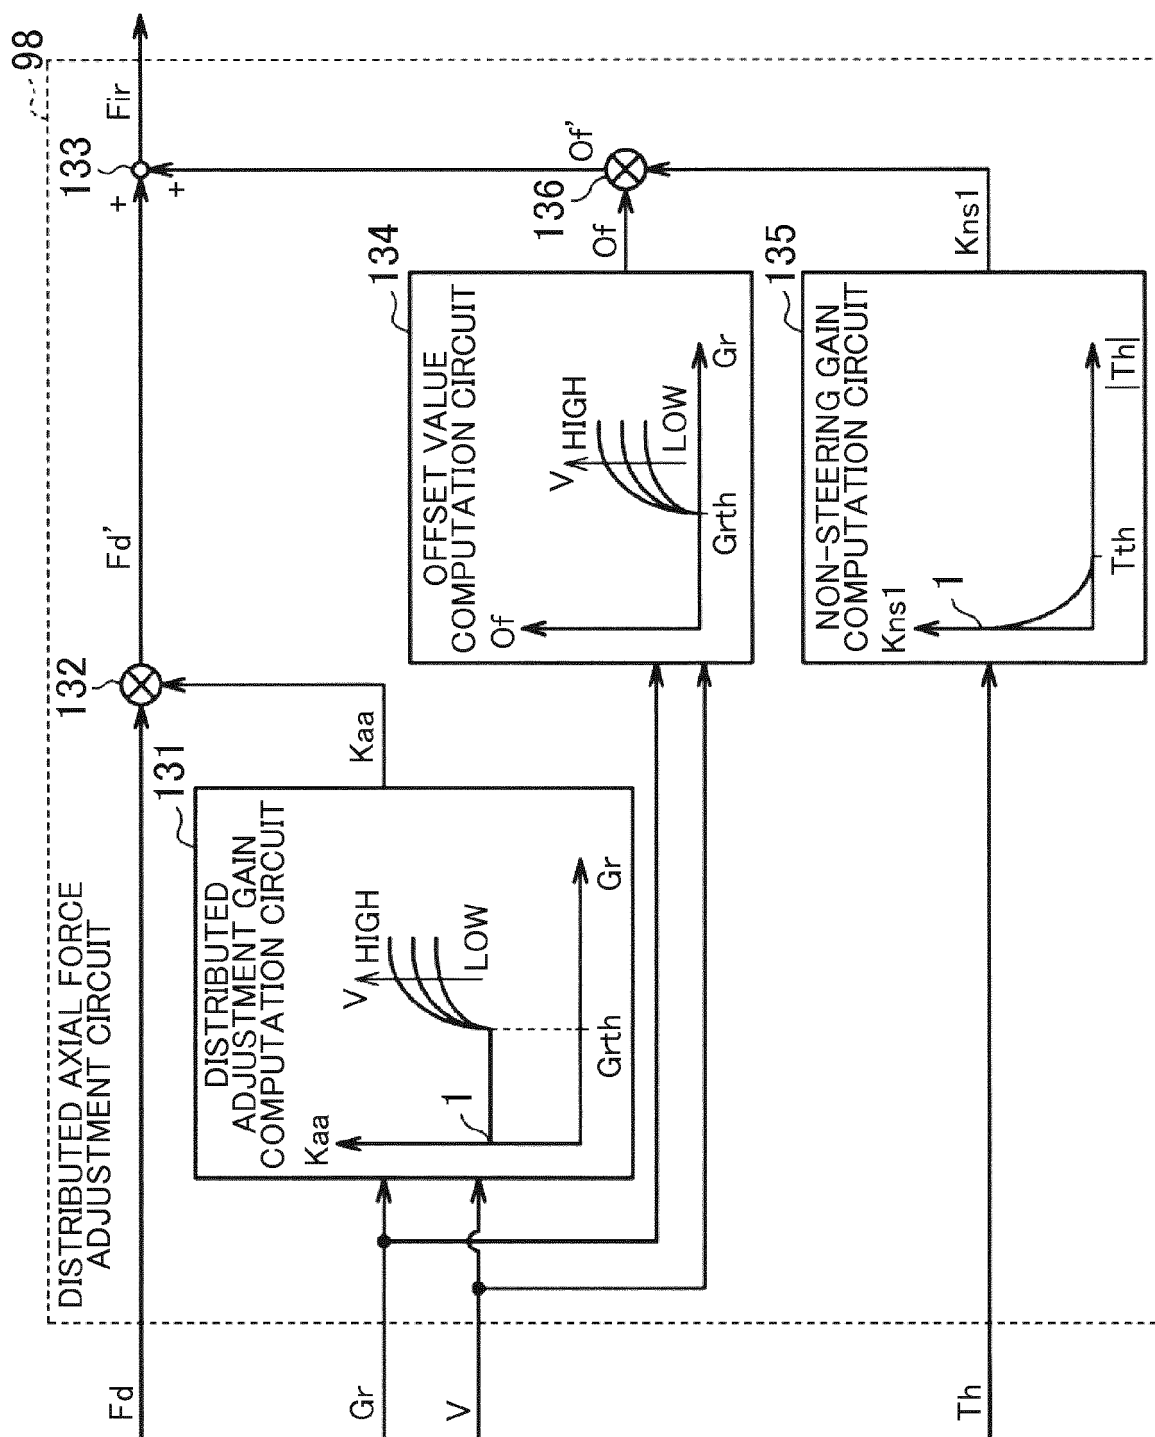 98
DISTRIBUTED AXIAL FORCE
ADJUSTMENT CIRCUIT
Fd
132
Fd'
+
+
133
Fir
131
DISTRIBUTED
ADJUSTMENT GAIN
COMPUTATION CIRCUIT
Kaa
1
V
HIGH
LOW
Grth
Gr
Kaa
Gr
V
134
OFFSET VALUE
COMPUTATION CIRCUIT
Of
V
HIGH
LOW
Grth
Gr
Of
136
Of'
135
NON-STEERING GAIN
COMPUTATION CIRCUIT
Kns1
1
Tth
|Th|
Kns1
Th